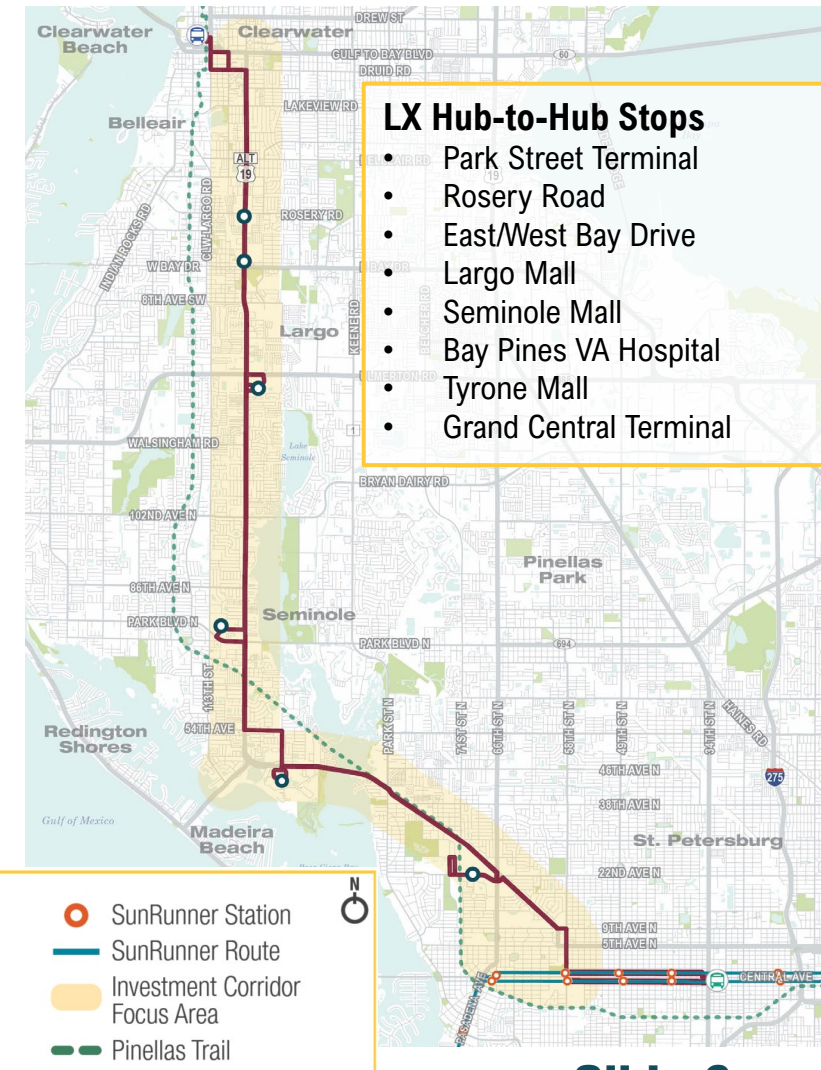 DREW ST
Clearwater
Beach
Clearwater
GULF TO BAY BLVD
60
DRUID RD
LAKEVIEW RD
LX Hub-to-Hub Stops
• Park Street Terminal
• Rosery Road
• East/West Bay Drive
• Largo Mall
• Seminole Mall
• Bay Pines VA Hospital
• Tyrone Mall
• Grand Central Terminal
Belleair
ALT
19
19
CLW-LARGO RD
ROSERY RD
INDIAN ROCKS RD
W BAY DR
8TH AVE SW
Largo
KEENE RD
WALSINGHAM RD
1
Lake
Seminole
BRYAN DAIRY RD
102ND AVE N
Pinellas
Park
86TH AVE N
PARK BLVD N
Seminole
PARK BLVD N
694
113TH ST
54TH AVE
PARK ST N
71ST ST N
66TH ST N
58TH ST N
49TH ST N
34TH ST N
HAINES RD
Redington
Shores
46TH AVE N
275
38TH AVE N
Gulf of Mexico
Madeira
Beach
St. Petersburg
22ND AVE N
9TH AVE N
5TH AVE N
CENTRAL AVE
PASADENA AVE
N
SunRunner Station
SunRunner Route
Investment Corridor
Focus Area
Pinellas Trail